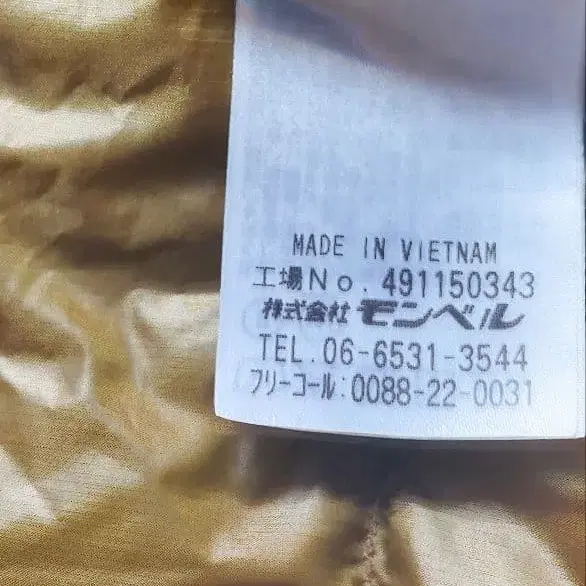 MADE IN VIETNAM
工場No. 491150343
株式会社 モンベル
TEL. 06-6531-3544
フリーコール:0088-22-0031